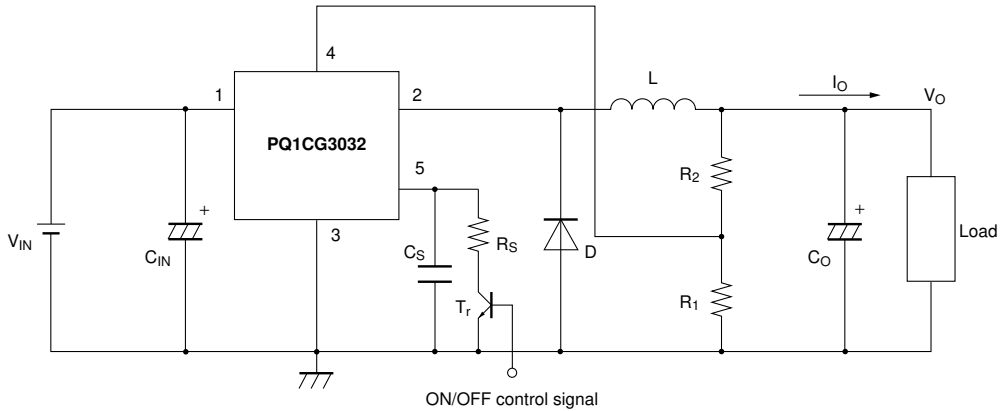 4
L
I_O
1
2
V_O
PQ1CG3032
R_2
5
+
+
V_IN
C_IN
3
C_S
R_S
D
C_O
Load
T_r
R_1
ON/OFF control signal